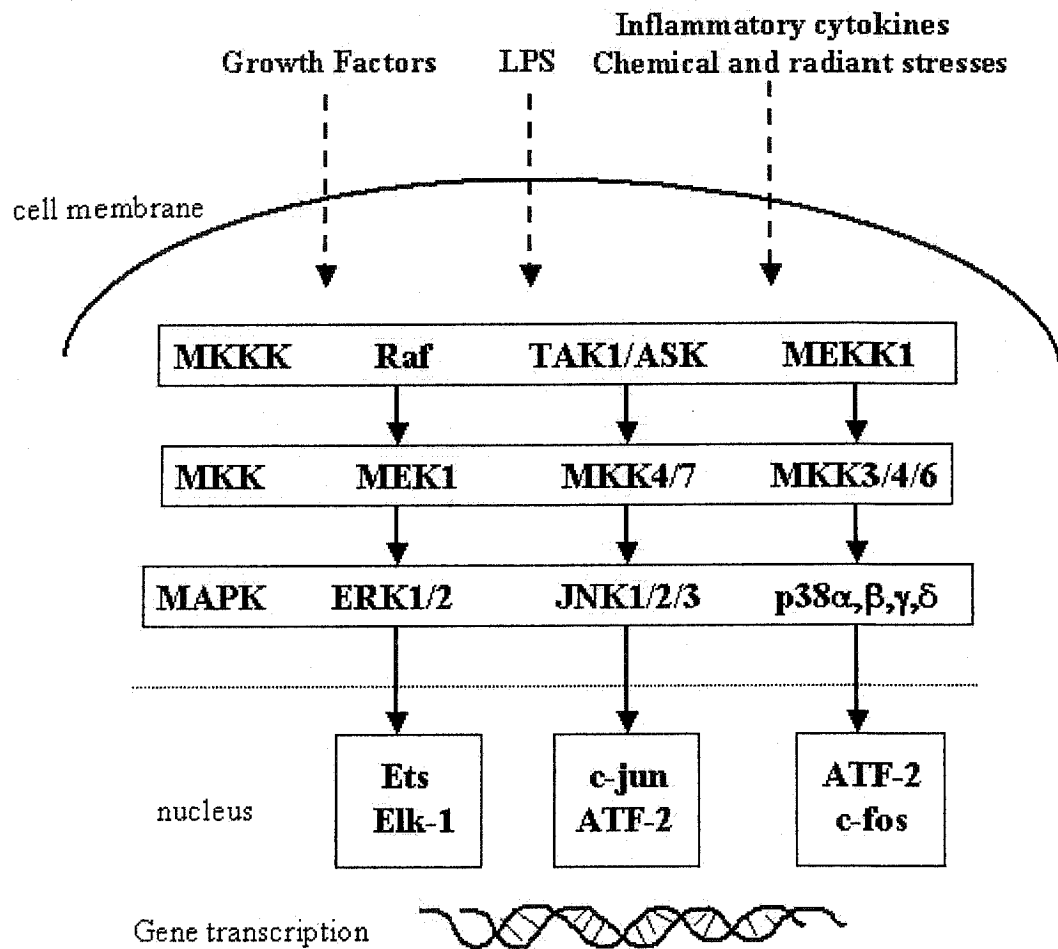 Inflammatory cytokines
Growth Factors LPS Chemical and radiant stresses
cell membrane
MKKK Raf TAK1/ASK MEKK1
MKK MEK1 MKK4/7 MKK3/4/6
MAPK ERK1/2 JNK1/2/3 p38α,β,γ,δ
nucleus
Ets
Elk-1
c-jun
ATF-2
ATF-2
c-fos
Gene transcription